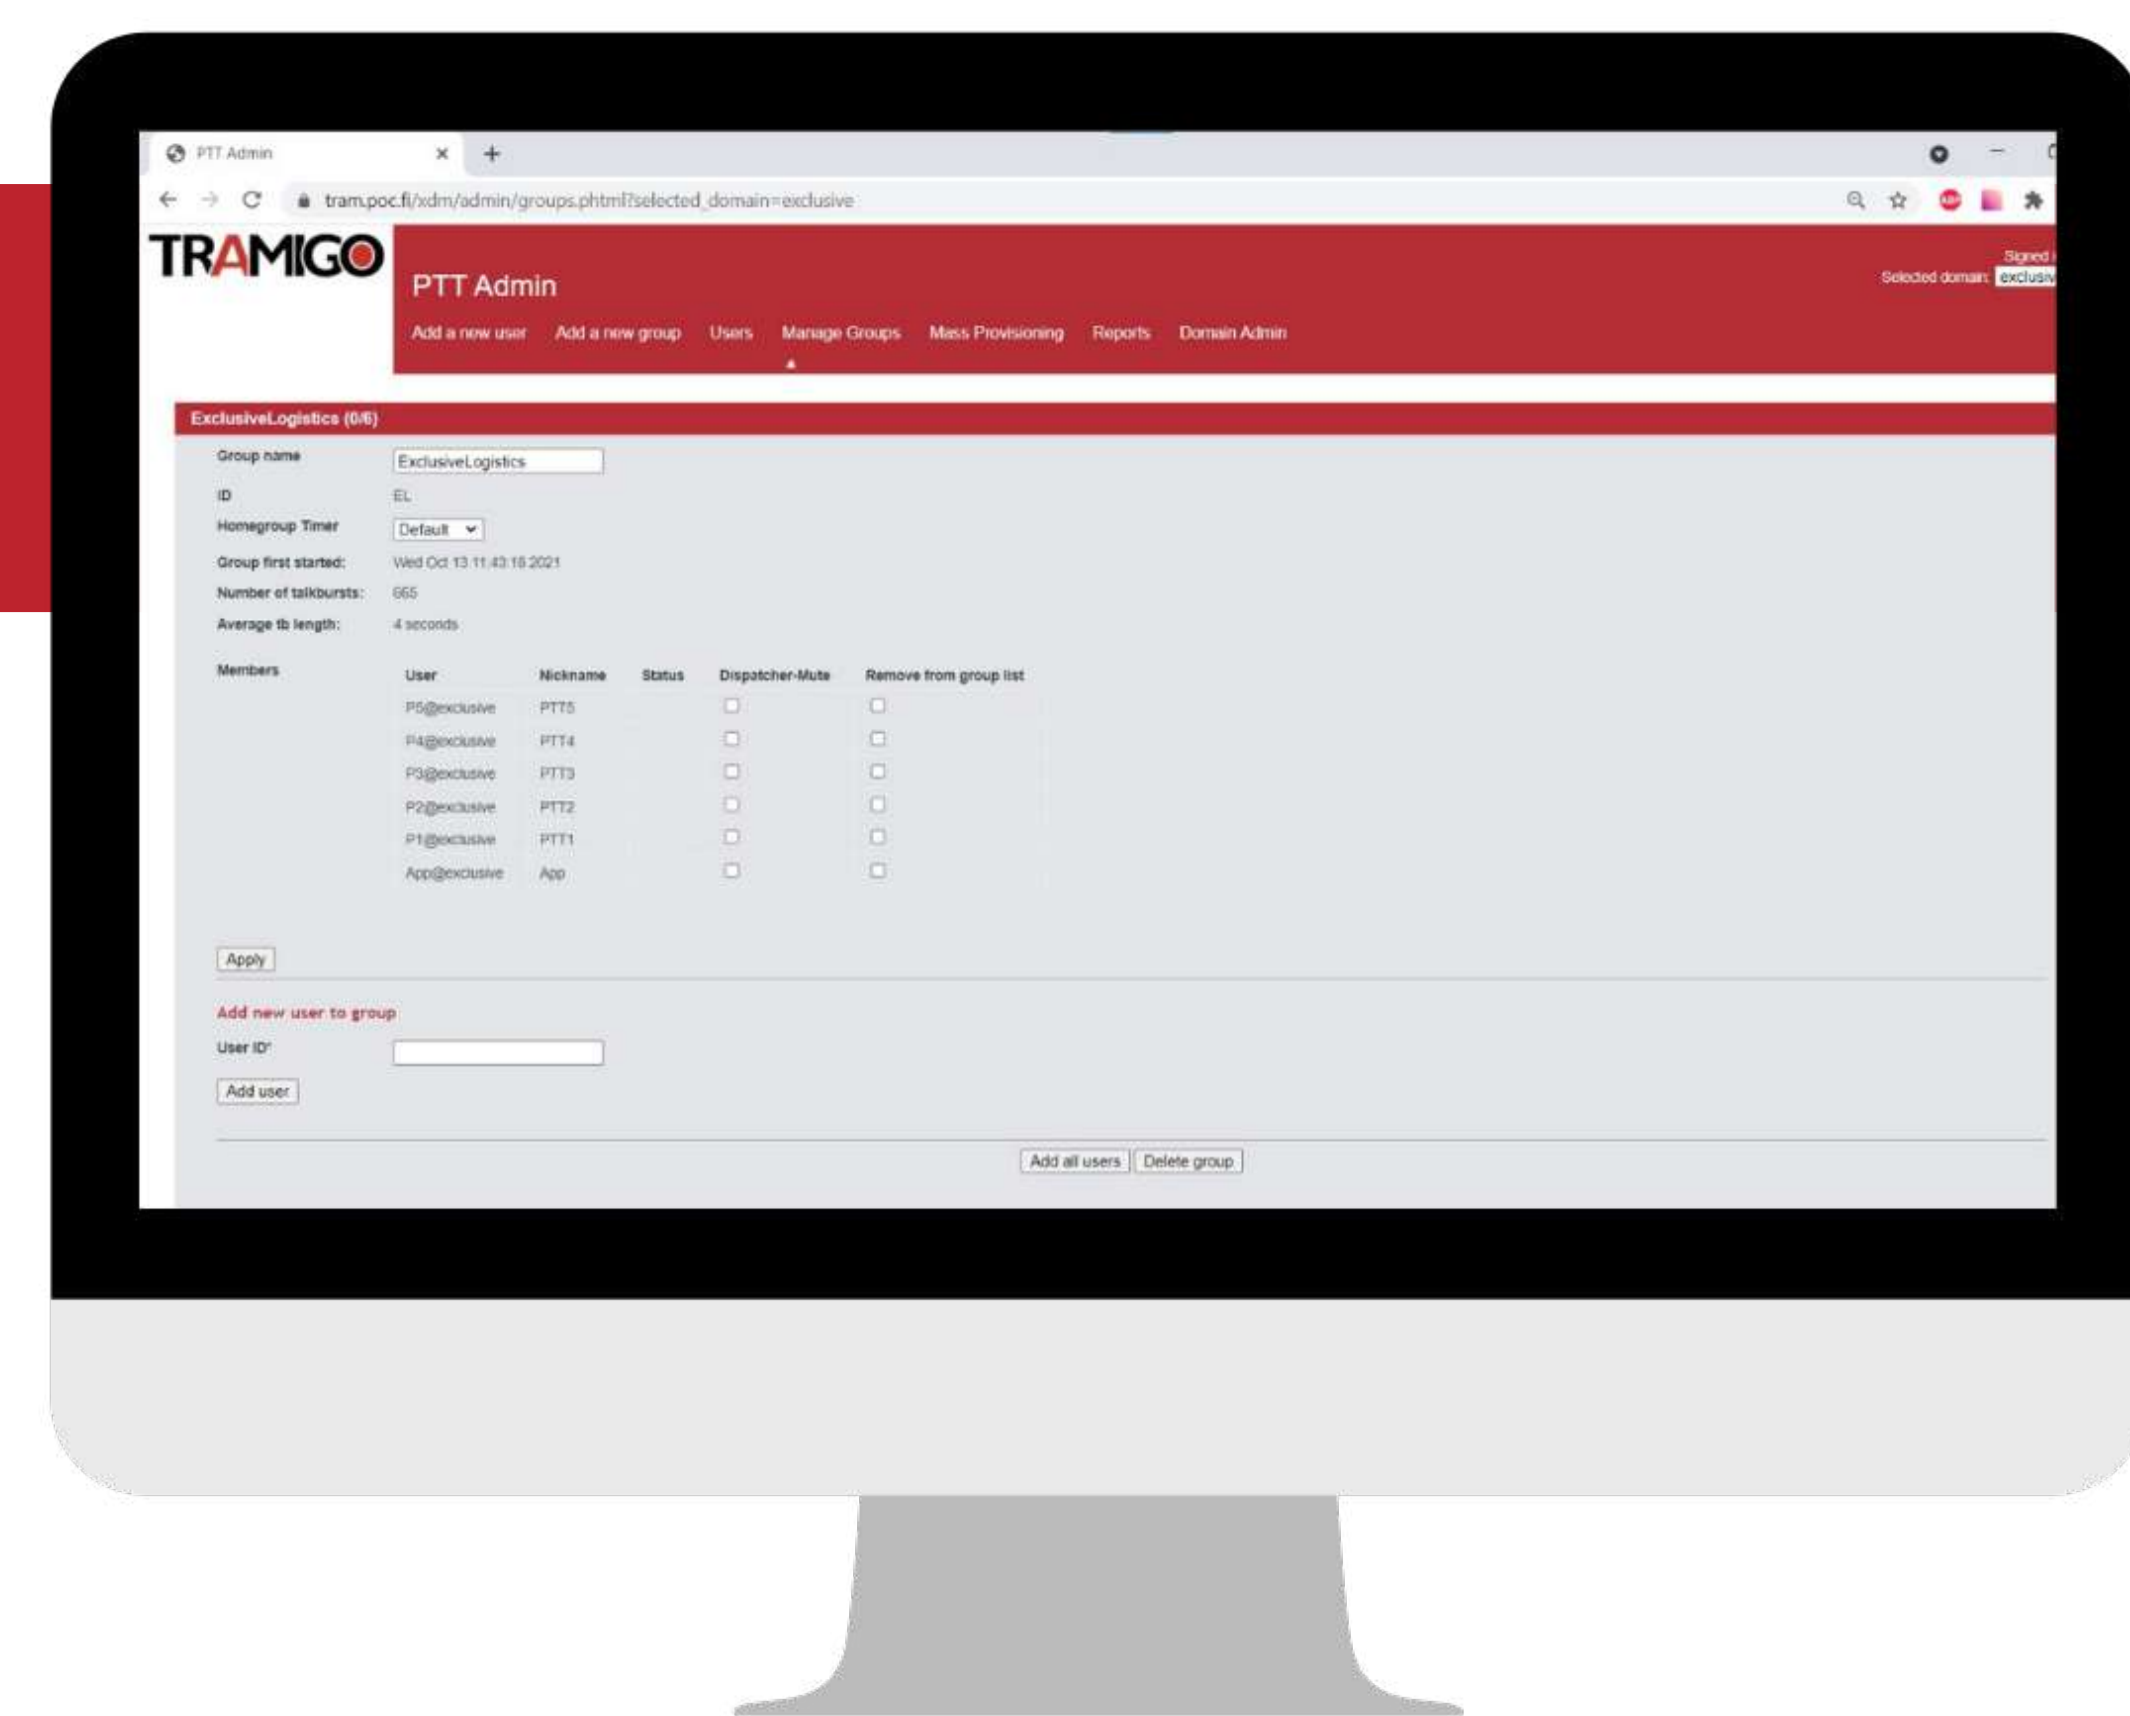 PTT Admin
tram.poc.fi/xdm/admin/groups.phtml?selected_domain=exclusive
TRAMIGO
Signed
PTT Admin
Selected domain: exclusiv
Add a new user Add a new group Users Manage Groups Mass Provisioning Reports Domain Admin
ExclusiveLogistics (0/6)
Group name ExclusiveLogistics
ID EL
Homegroup Timer Default
Group first started: Wed Oct 13 11:43:16 2021
Number of talkbursts: 665
Average tb length: 4 seconds
Members User Nickname Status Dispatcher-Mute Remove from group list
P5@exclusive PTT5
P4@exclusive PTT4
P3@exclusive PTT3
P2@exclusive PTT2
P1@exclusive PTT1
App@exclusive App
Apply
Add new user to group
User ID*
Add user
Add all users Delete group